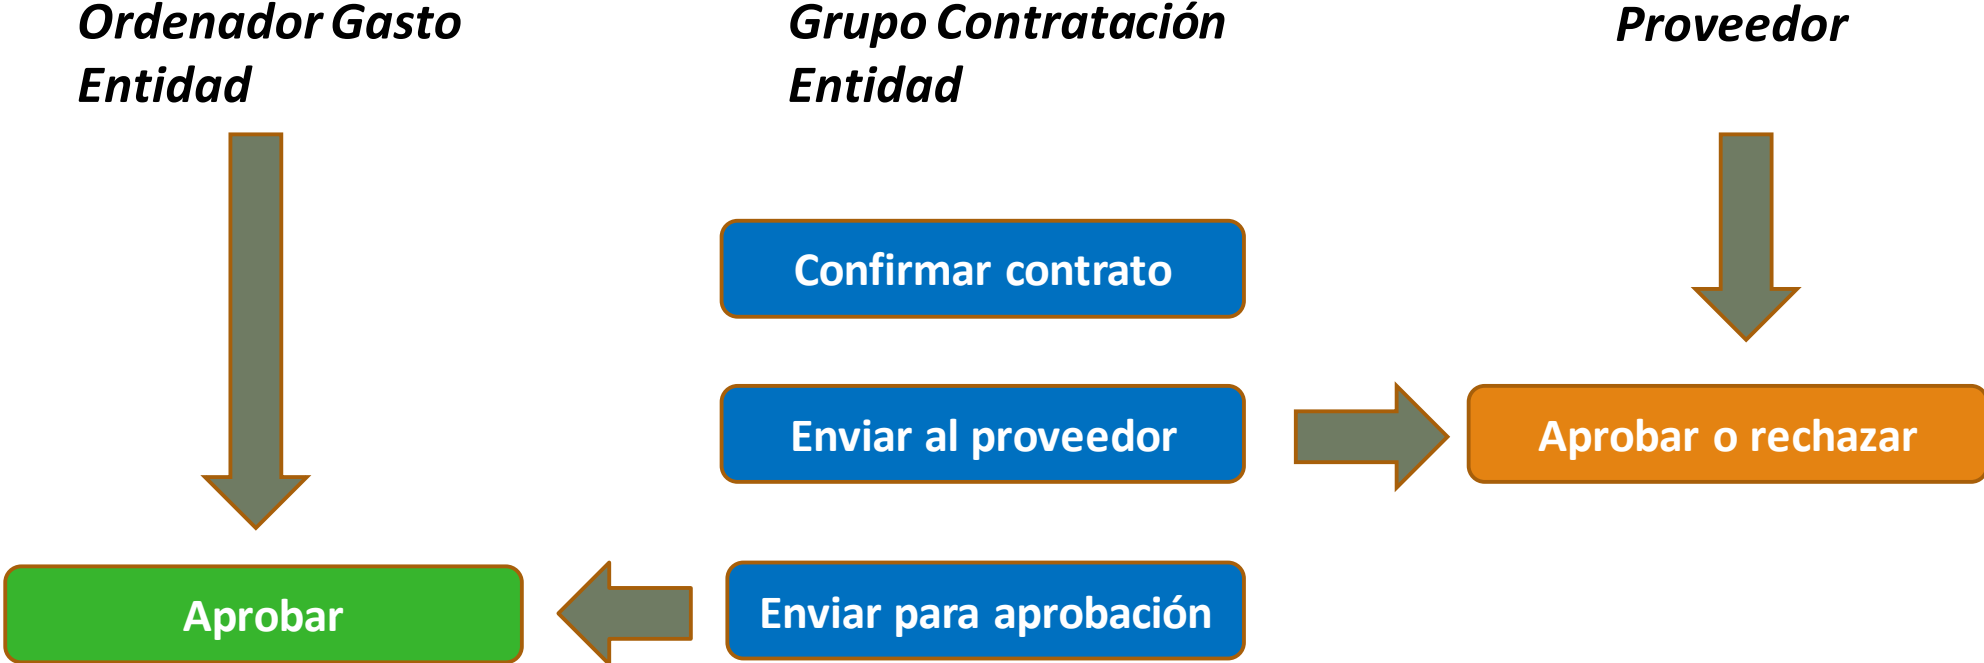 Ordenador Gasto
Entidad
Grupo Contratación
Entidad
Proveedor
Confirmar contrato
Enviar al proveedor
Aprobar o rechazar
Aprobar
Enviar para aprobación